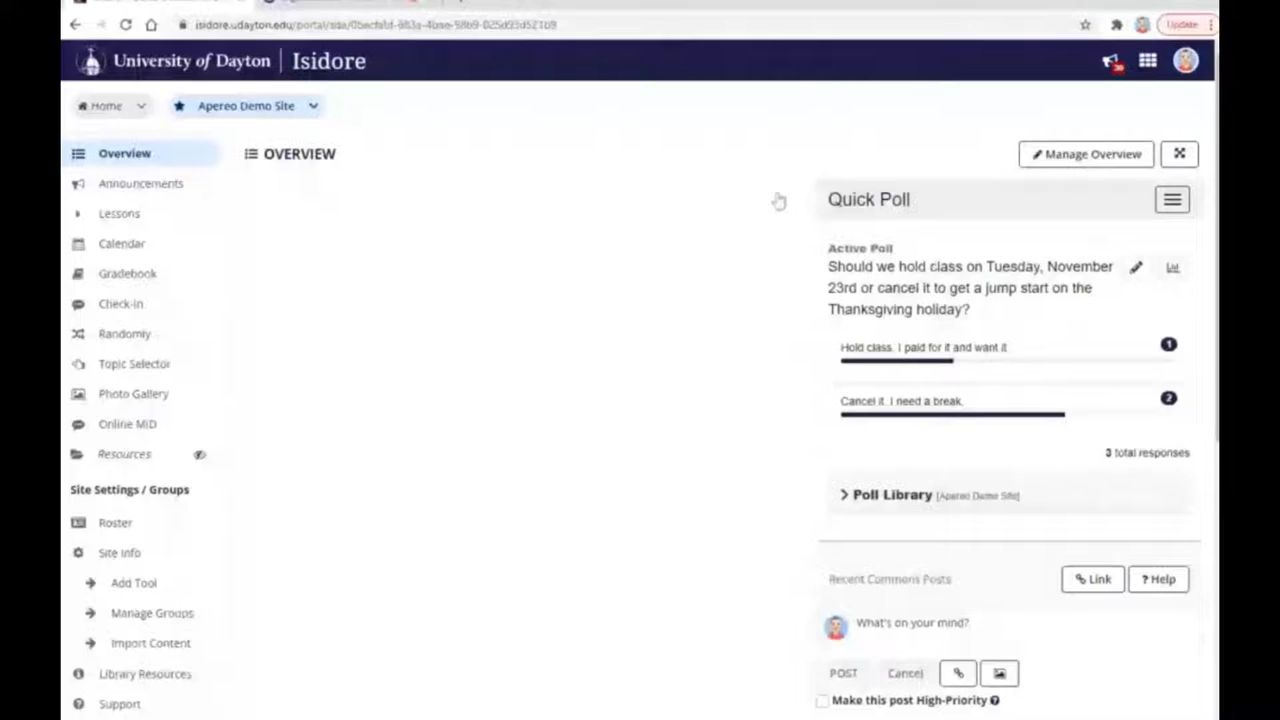 Update
University of Dayton | Isidore
Home
Apereo Demo Site
Overview
OVERVIEW
Manage Overview
Announcements
Lessons
Calendar
Gradebook
Check-in
Randomly
Topic Selector
Photo Gallery
Online MiD
Resources
Site Settings / Groups
Roster
Site Info
Add Tool
Manage Groups
Import Content
Library Resources
Support
Quick Poll
Active Poll
Should we hold class on Tuesday, November
23rd or cancel it to get a jump start on the
Thanksgiving holiday?
Hold class. I paid for it and want it
1
Cancel it. I need a break.
2
3 total responses
Poll Library [Apereo Demo Site]
Recent Commons Posts
Link
? Help
What's on your mind?
POST
Cancel
Make this post High-Priority